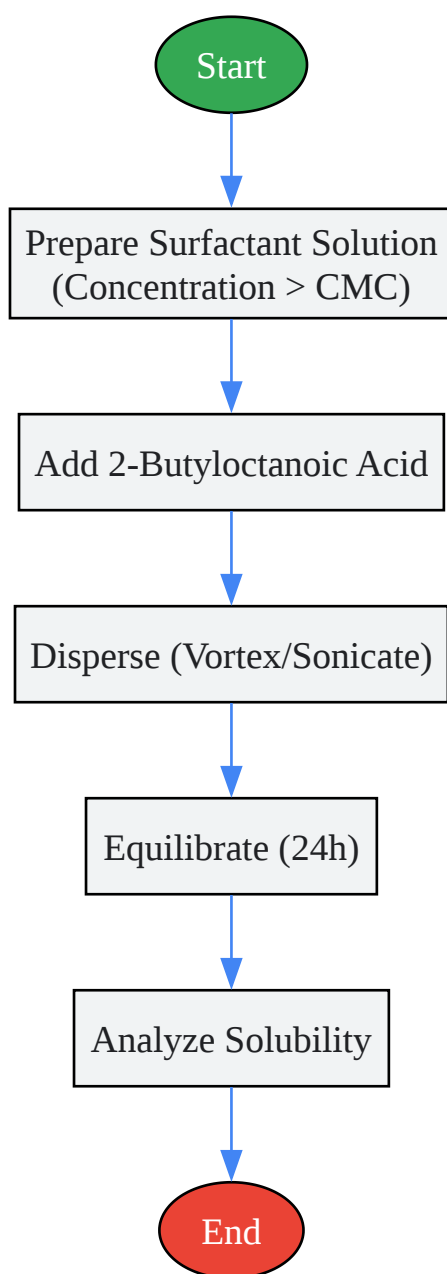 Start
Prepare Surfactant Solution
(Concentration > CMC)
Add 2-Butyloctanoic Acid
Disperse (Vortex/Sonicate)
Equilibrate (24h)
Analyze Solubility
End